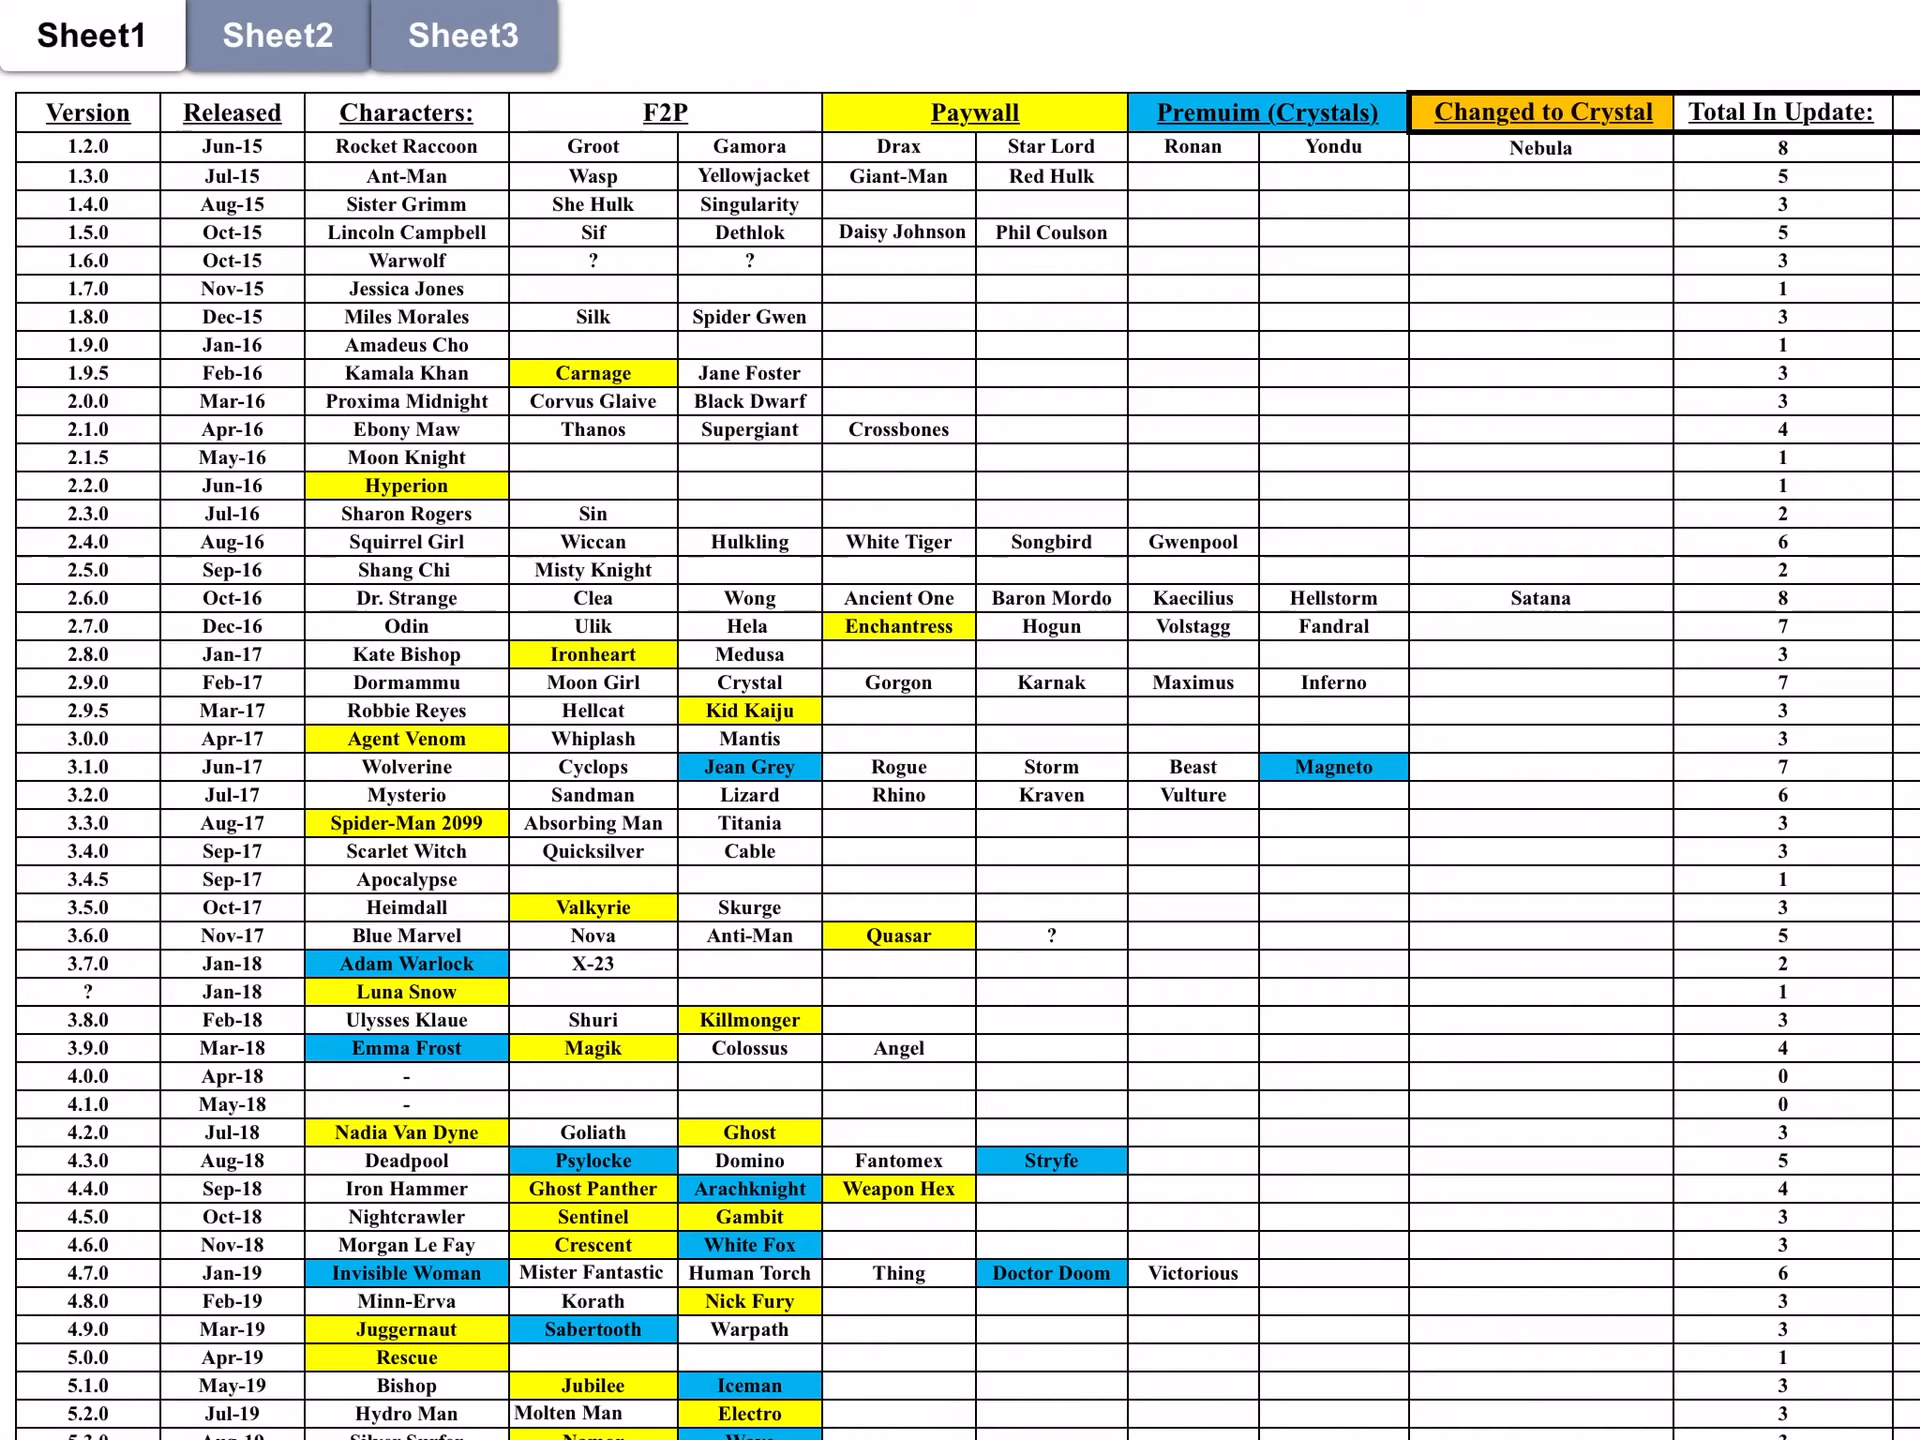 Sheet1 Sheet2 Sheet3
Version Released Characters: F2P Paywall Premuim (Crystals) Changed to Crystal Total In Update:
1.2.0 Jun-15 Rocket Raccoon Groot Gamora Drax Star Lord Ronan Yondu Nebula 8
1.3.0 Jul-15 Ant-Man Wasp Yellowjacket Giant-Man Red Hulk 5
1.4.0 Aug-15 Sister Grimm She Hulk Singularity 3
1.5.0 Oct-15 Lincoln Campbell Sif Dethlok Daisy Johnson Phil Coulson 5
1.6.0 Oct-15 Warwolf ? ? 3
1.7.0 Nov-15 Jessica Jones 1
1.8.0 Dec-15 Miles Morales Silk Spider Gwen 3
1.9.0 Jan-16 Amadeus Cho 1
1.9.5 Feb-16 Kamala Khan Carnage Jane Foster 3
2.0.0 Mar-16 Proxima Midnight Corvus Glaive Black Dwarf 3
2.1.0 Apr-16 Ebony Maw Thanos Supergiant Crossbones 4
2.1.5 May-16 Moon Knight 1
2.2.0 Jun-16 Hyperion 1
2.3.0 Jul-16 Sharon Rogers Sin 2
2.4.0 Aug-16 Squirrel Girl Wiccan Hulkling White Tiger Songbird Gwenpool 6
2.5.0 Sep-16 Shang Chi Misty Knight 2
2.6.0 Oct-16 Dr. Strange Clea Wong Ancient One Baron Mordo Kaecilius Hellstorm Satana 8
2.7.0 Dec-16 Odin Ulik Hela Enchantress Hogun Volstagg Fandral 7
2.8.0 Jan-17 Kate Bishop Ironheart Medusa 3
2.9.0 Feb-17 Dormammu Moon Girl Crystal Gorgon Karnak Maximus Inferno 7
2.9.5 Mar-17 Robbie Reyes Hellcat Kid Kaiju 3
3.0.0 Apr-17 Agent Venom Whiplash Mantis 3
3.1.0 Jun-17 Wolverine Cyclops Jean Grey Rogue Storm Beast Magneto 7
3.2.0 Jul-17 Mysterio Sandman Lizard Rhino Kraven Vulture 6
3.3.0 Aug-17 Spider-Man 2099 Absorbing Man Titania 3
3.4.0 Sep-17 Scarlet Witch Quicksilver Cable 3
3.4.5 Sep-17 Apocalypse 1
3.5.0 Oct-17 Heimdall Valkyrie Skurge 3
3.6.0 Nov-17 Blue Marvel Nova Anti-Man Quasar ? 5
3.7.0 Jan-18 Adam Warlock X-23 2
? Jan-18 Luna Snow 1
3.8.0 Feb-18 Ulysses Klaue Shuri Killmonger 3
3.9.0 Mar-18 Emma Frost Magik Colossus Angel 4
4.0.0 Apr-18 - 0
4.1.0 May-18 - 0
4.2.0 Jul-18 Nadia Van Dyne Goliath Ghost 3
4.3.0 Aug-18 Deadpool Psylocke Domino Fantomex Stryfe 5
4.4.0 Sep-18 Iron Hammer Ghost Panther Arachknight Weapon Hex 4
4.5.0 Oct-18 Nightcrawler Sentinel Gambit 3
4.6.0 Nov-18 Morgan Le Fay Crescent White Fox 3
4.7.0 Jan-19 Invisible Woman Mister Fantastic Human Torch Thing Doctor Doom Victorious 6
4.8.0 Feb-19 Minn-Erva Korath Nick Fury 3
4.9.0 Mar-19 Juggernaut Sabertooth Warpath 3
5.0.0 Apr-19 Rescue 1
5.1.0 May-19 Bishop Jubilee Iceman 3
5.2.0 Jul-19 Hydro Man Molten Man Electro 3